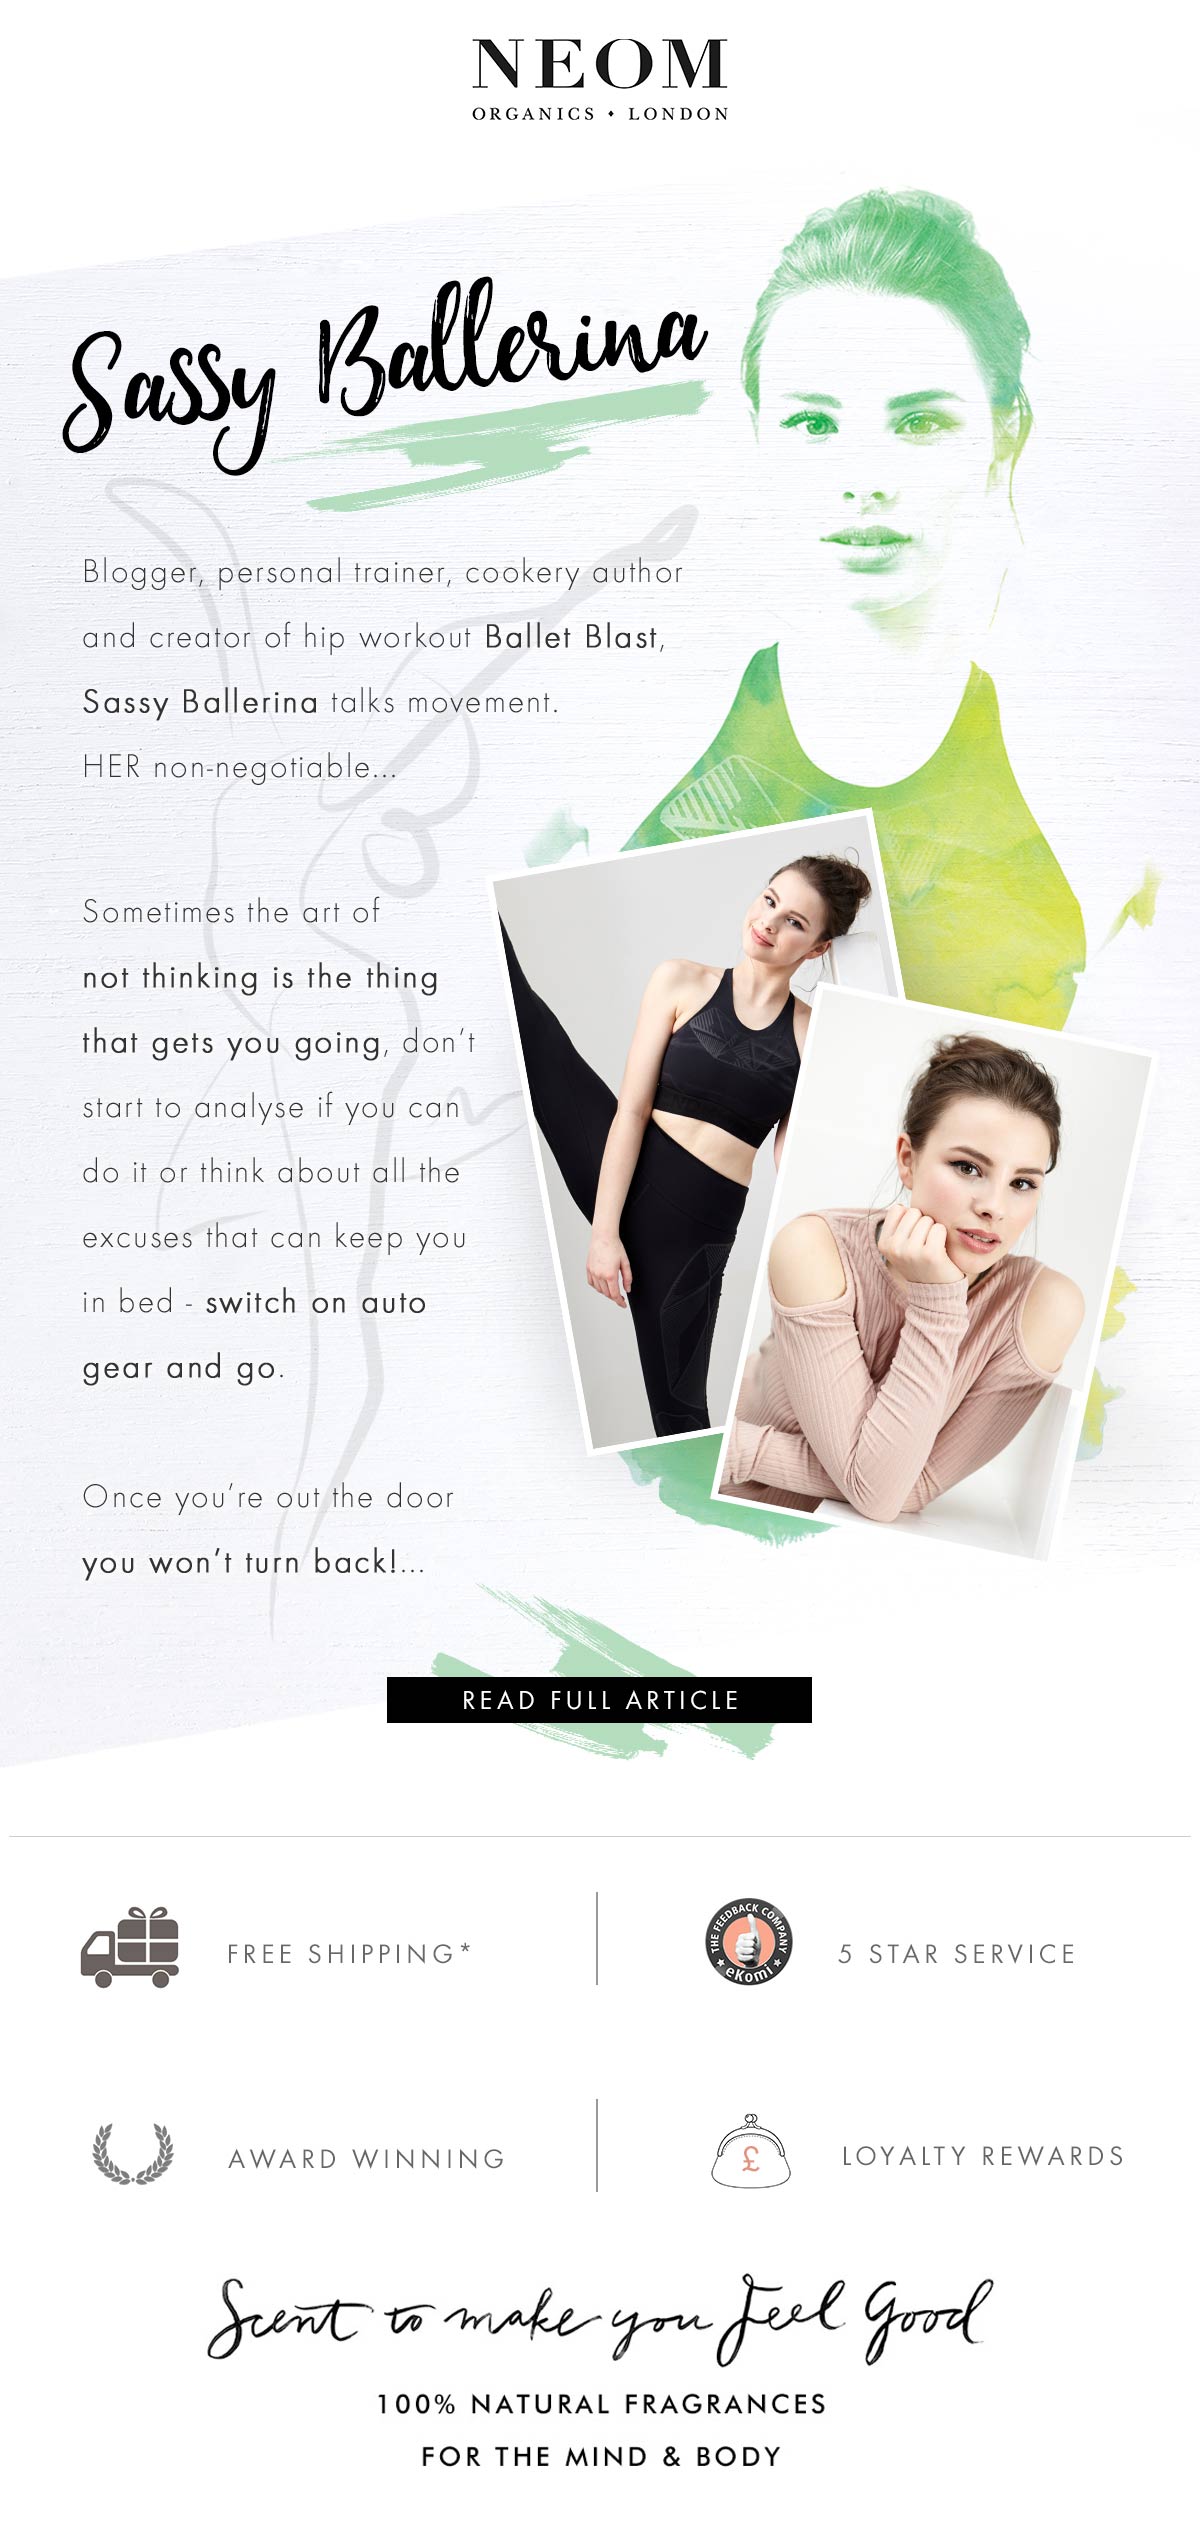 NEOM
ORGANICS • LONDON
Sassy Ballerina
Blogger, personal trainer, cookery author
and creator of hip workout Ballet Blast,
Sassy Ballerina talks movement.
HER non-negotiable...
Sometimes the art of
not thinking is the thing
that gets you going, don't
start to analyse if you can
do it or think about all the
excuses that can keep you
in bed - switch on auto
gear and go.
Once you're out the door
you won't turn back!...
READ FULL ARTICLE
FREE SHIPPING*
THE FEEDBACK COMPANY
eKomi
5 STAR SERVICE
AWARD WINNING
£
LOYALTY REWARDS
Scent to make you Feel Good
100% NATURAL FRAGRANCES
FOR THE MIND & BODY